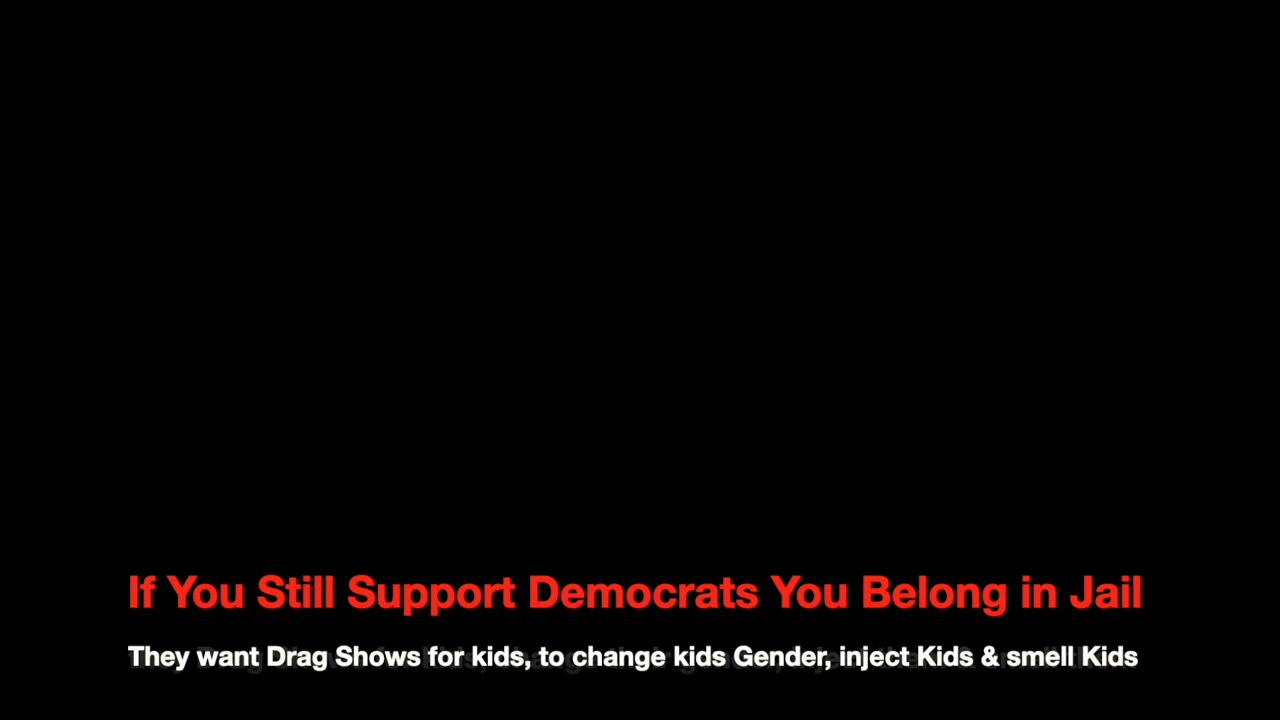 If You Still Support Democrats You Belong in Jail
They want Drag Shows for kids, to change kids Gender, inject Kids & smell Kids